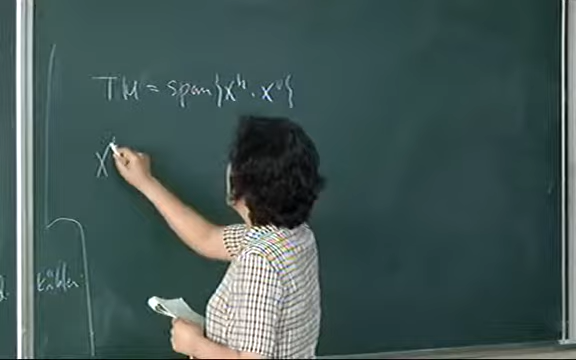 TM = span{X^h, X^v}
X
Kähler